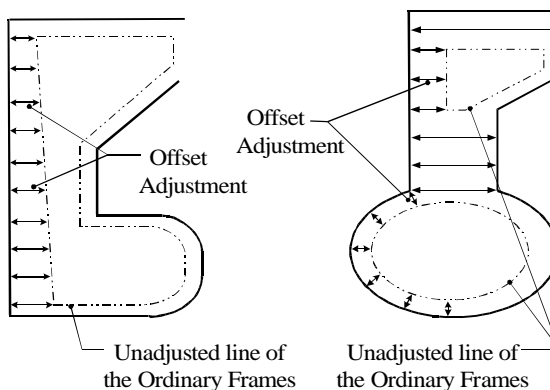 Offset
Adjustment
Offset
Adjustment
Unadjusted line of
the Ordinary Frames
Unadjusted line of
the Ordinary Frames